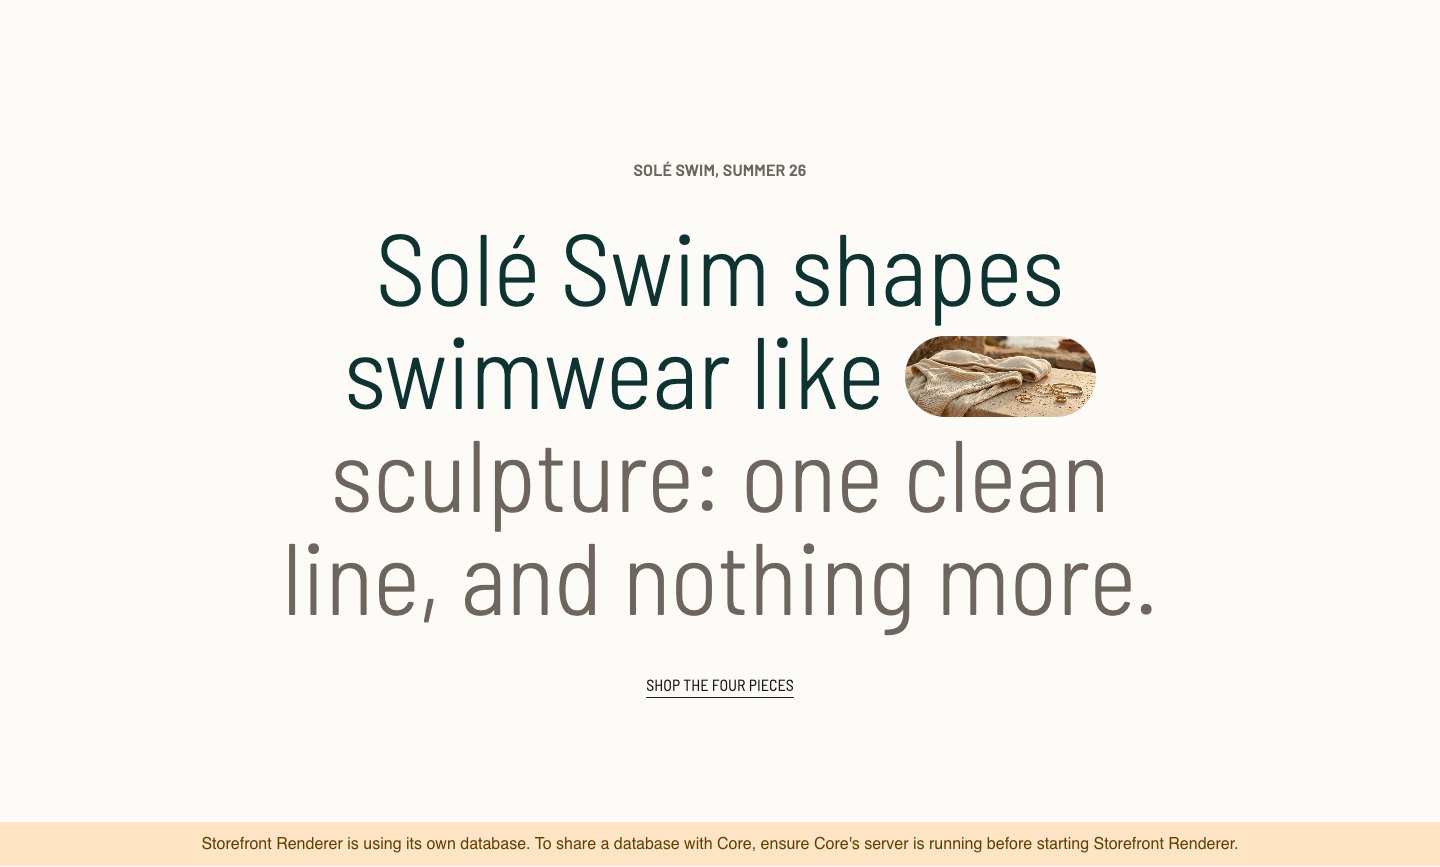 SOLÉ SWIM, SUMMER 26
Solé Swim shapes
swimwear like
sculpture: one clean
line, and nothing more.
SHOP THE FOUR PIECES
Storefront Renderer is using its own database. To share a database with Core, ensure Core's server is running before starting Storefront Renderer.